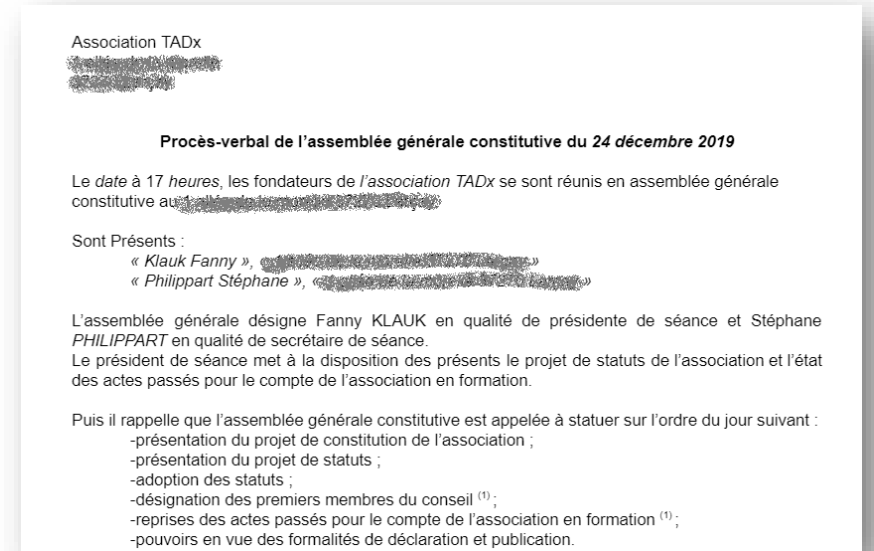 Association TADx
Procès-verbal de l’assemblée générale constitutive du 24 décembre 2019
Le date à 17 heures, les fondateurs de l’association TADx se sont réunis en assemblée générale
constitutive au
Sont Présents :
« Klauk Fanny », »
« Philippart Stéphane », « »
L’assemblée générale désigne Fanny KLAUK en qualité de présidente de séance et Stéphane
PHILIPPART en qualité de secrétaire de séance.
Le président de séance met à la disposition des présents le projet de statuts de l’association et l’état
des actes passés pour le compte de l’association en formation.
Puis il rappelle que l’assemblée générale constitutive est appelée à statuer sur l’ordre du jour suivant :
-présentation du projet de constitution de l’association ;
-présentation du projet de statuts ;
-adoption des statuts ;
-désignation des premiers membres du conseil (1) ;
-reprises des actes passés pour le compte de l’association en formation (1) ;
-pouvoirs en vue des formalités de déclaration et publication.